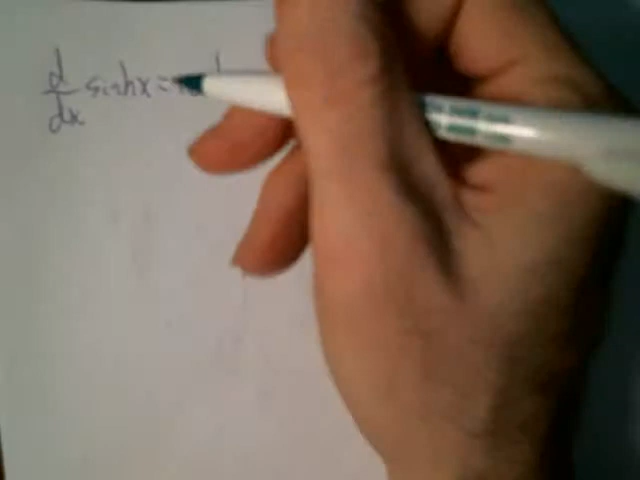 d/dx sinhx =